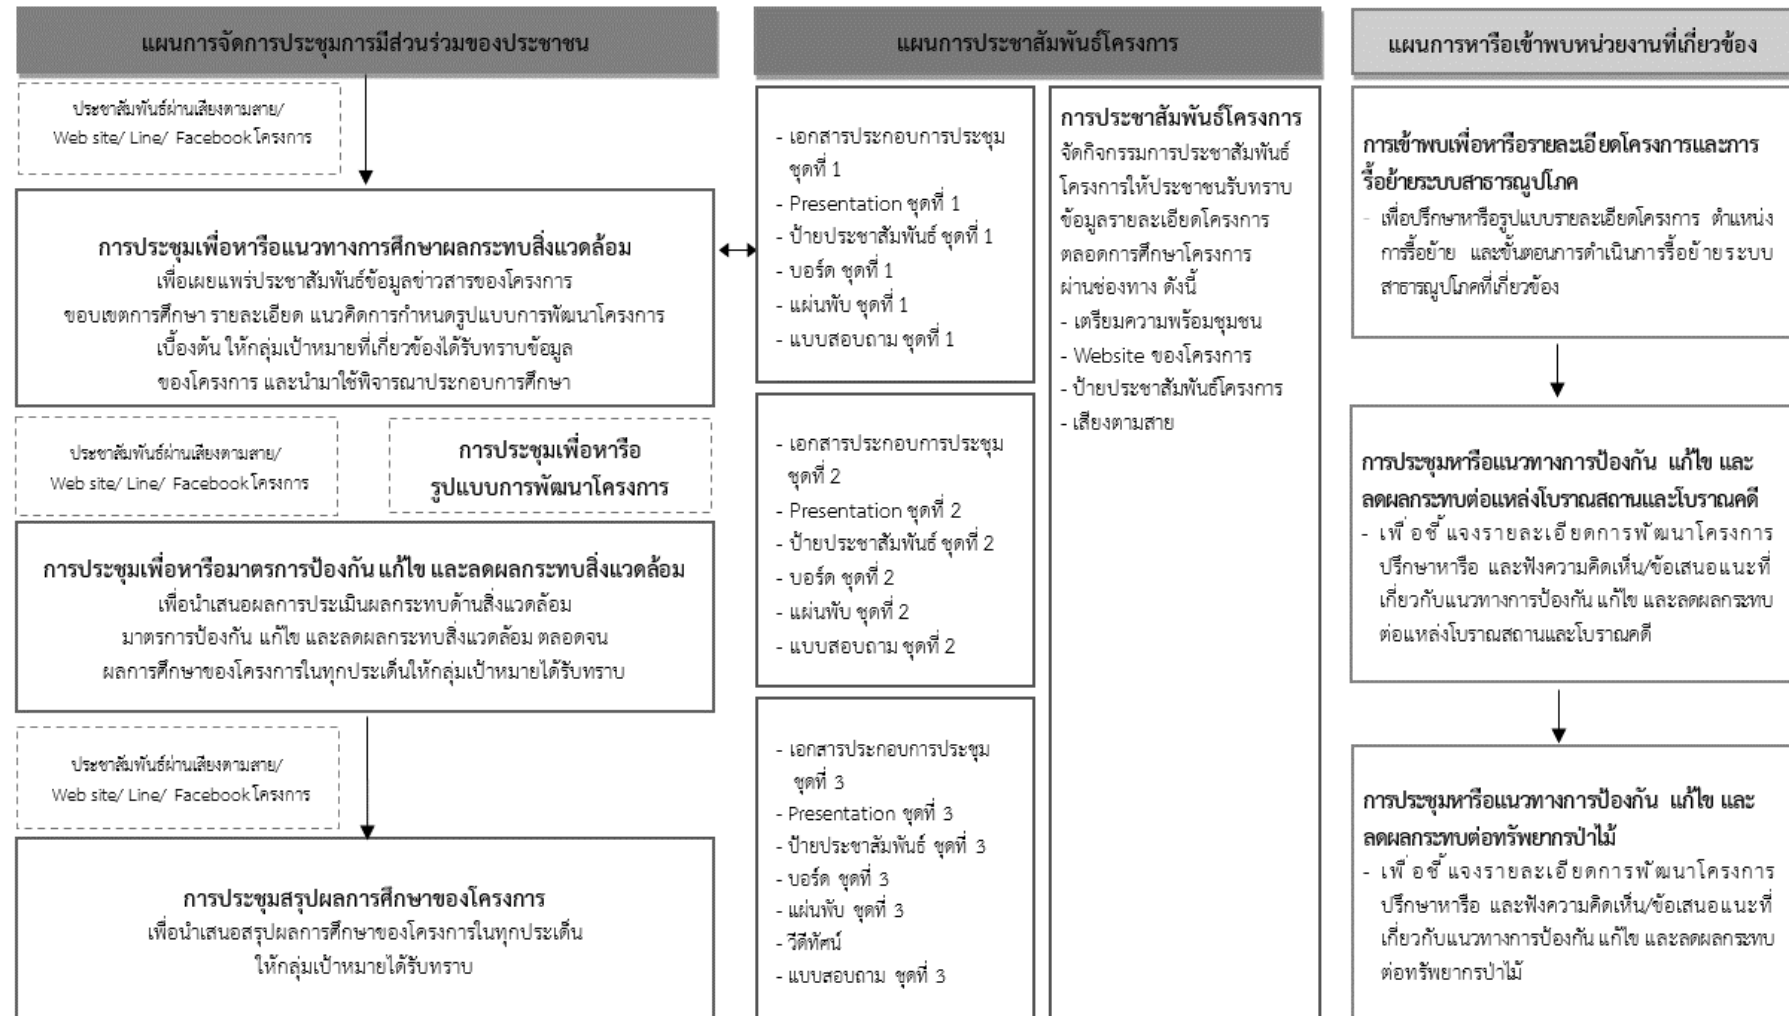 แผนการจัดการประชุมการมีส่วนร่วมของประชาชน
ประชาสัมพันธ์ผ่านเสียงตามสาย/
Web site/ Line/ Facebookโครงการ
การประชุมเพื่อหารือแนวทางการศึกษาผลกระทบสิ่งแวดล้อม
เพื่อเผยแพร่ประชาสัมพันธ์ข้อมูลข่าวสารของโครงการ
ขอบเขตการศึกษา รายละเอียด แนวคิดการกำหนดรูปแบบการพัฒนาโครงการ
เบื้องต้น ให้กลุ่มเป้าหมายที่เกี่ยวข้องได้รับทราบข้อมูล
ของโครงการ และนำมาใช้พิจารณาประกอบการศึกษา
ประชาสัมพันธ์ผ่านเสียงตามสาย/
Web site/ Line/ Facebookโครงการ
การประชุมเพื่อหารือ
รูปแบบการพัฒนาโครงการ
การประชุมเพื่อหารือมาตรการป้องกัน แก้ไข และลดผลกระทบสิ่งแวดล้อม
เพื่อนำเสนอผลการประเมินผลกระทบด้านสิ่งแวดล้อม
มาตรการป้องกัน แก้ไข และลดผลกระทบสิ่งแวดล้อม ตลอดจน
ผลการศึกษาของโครงการในทุกประเด็นให้กลุ่มเป้าหมายได้รับทราบ
ประชาสัมพันธ์ผ่านเสียงตามสาย/
Web site/ Line/ Facebookโครงการ
การประชุมสรุปผลการศึกษาของโครงการ
เพื่อนำเสนอสรุปผลการศึกษาของโครงการในทุกประเด็น
ให้กลุ่มเป้าหมายได้รับทราบ
แผนการประชาสัมพันธ์โครงการ
- เอกสารประกอบการประชุม
ชุดที่ 1
- Presentation ชุดที่ 1
- ป้ายประชาสัมพันธ์ ชุดที่ 1
- บอร์ด ชุดที่ 1
- แผ่นพับ ชุดที่ 1
- แบบสอบถาม ชุดที่ 1
- เอกสารประกอบการประชุม
ชุดที่ 2
- Presentation ชุดที่ 2
- ป้ายประชาสัมพันธ์ ชุดที่ 2
- บอร์ด ชุดที่ 2
- แผ่นพับ ชุดที่ 2
- แบบสอบถาม ชุดที่ 2
- เอกสารประกอบการประชุม
ชุดที่ 3
- Presentation ชุดที่ 3
- ป้ายประชาสัมพันธ์ ชุดที่ 3
- บอร์ด ชุดที่ 3
- แผ่นพับ ชุดที่ 3
- วีดีทัศน์
- แบบสอบถาม ชุดที่ 3
การประชาสัมพันธ์โครงการ
จัดกิจกรรมการประชาสัมพันธ์
โครงการให้ประชาชนรับทราบ
ข้อมูลรายละเอียดโครงการ
ตลอดการศึกษาโครงการ
ผ่านช่องทาง ดังนี้
- เตรียมความพร้อมชุมชน
- Website ของโครงการ
- ป้ายประชาสัมพันธ์โครงการ
- เสียงตามสาย
แผนการหารือเข้าพบหน่วยงานที่เกี่ยวข้อง
การเข้าพบเพื่อหารือรายละเอียดโครงการและการ
รื้อย้ายระบบสาธารณูปโภค
- เพื่อปรึกษาหารือรูปแบบรายละเอียดโครงการ ตำแหน่ง
การรื้อย้าย และขั้นตอนการดำเนินการรื้อย้ายระบบ
สาธารณูปโภคที่เกี่ยวข้อง
การประชุมหารือแนวทางการป้องกัน แก้ไข และ
ลดผลกระทบต่อแหล่งโบราณสถานและโบราณคดี
- เพื่อชี้แจงรายละเอียดการพัฒนาโครงการ
ปรึกษาหารือ และฟังความคิดเห็น/ข้อเสนอแนะที่
เกี่ยวกับแนวทางการป้องกัน แก้ไข และลดผลกระทบ
ต่อแหล่งโบราณสถานและโบราณคดี
การประชุมหารือแนวทางการป้องกัน แก้ไข และ
ลดผลกระทบต่อทรัพยากรป่าไม้
- เพื่อชี้แจงรายละเอียดการพัฒนาโครงการ
ปรึกษาหารือ และฟังความคิดเห็น/ข้อเสนอแนะที่
เกี่ยวกับแนวทางการป้องกัน แก้ไข และลดผลกระทบ
ต่อทรัพยากรป่าไม้